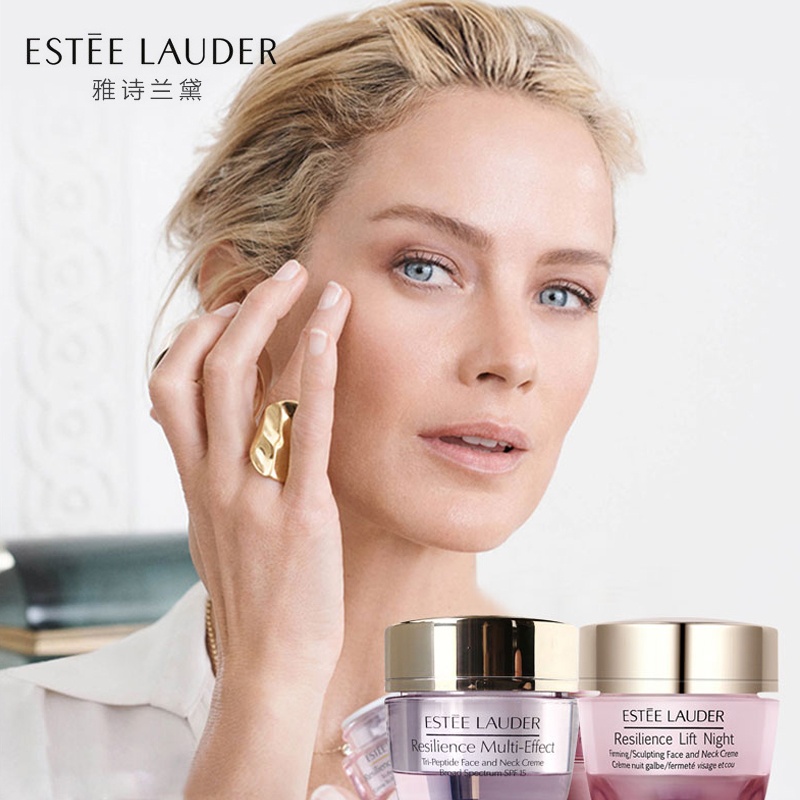 ESTĒE LAUDER
雅诗兰黛
ESTĒE LAUDER
Resilience Multi-Effect
Tri-Peptide Face and Neck Creme
Broad Spectrum SPF 15
ESTĒE LAUDER
Resilience Lift Night
Firming/Sculpting Face and Neck Creme
Crème nuit galbe/fermeté visage et cou